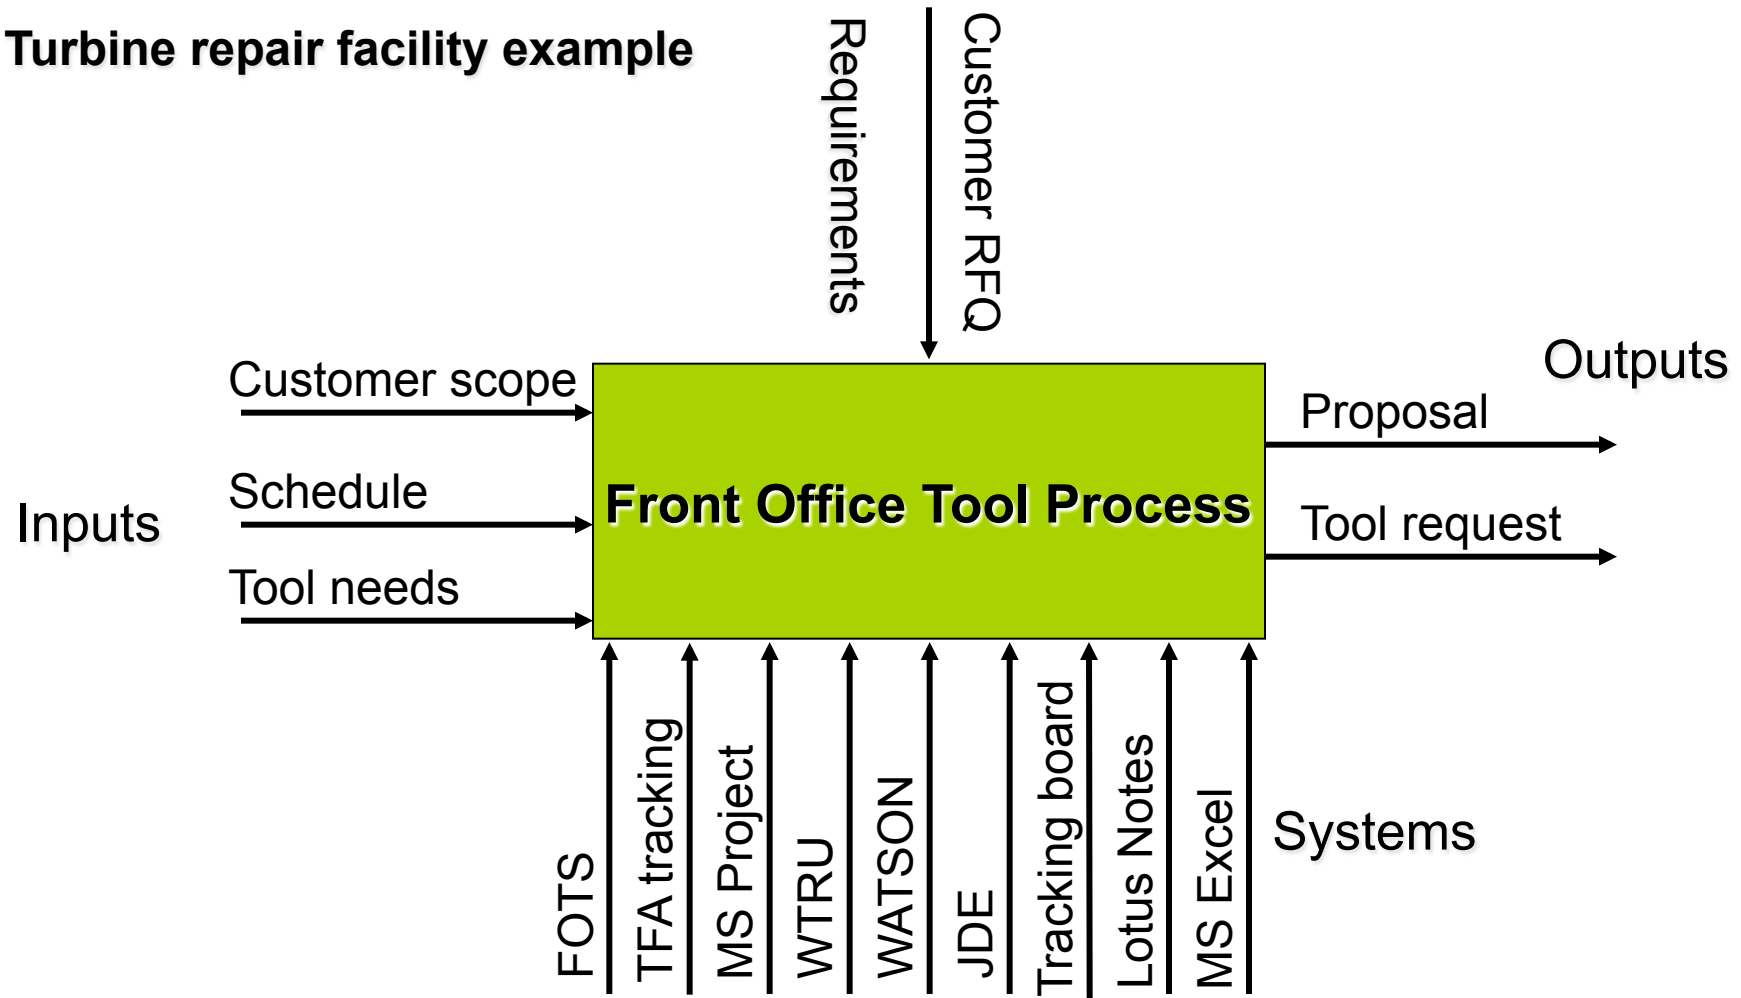 Turbine repair facility example
Requirements
Customer RFQ
Customer scope
Outputs
Proposal
Schedule
Front Office Tool Process
Inputs
Tool request
Tool needs
FOTS
TFA tracking
MS Project
WTRU
WATSON
JDE
Tracking board
Lotus Notes
MS Excel
Systems